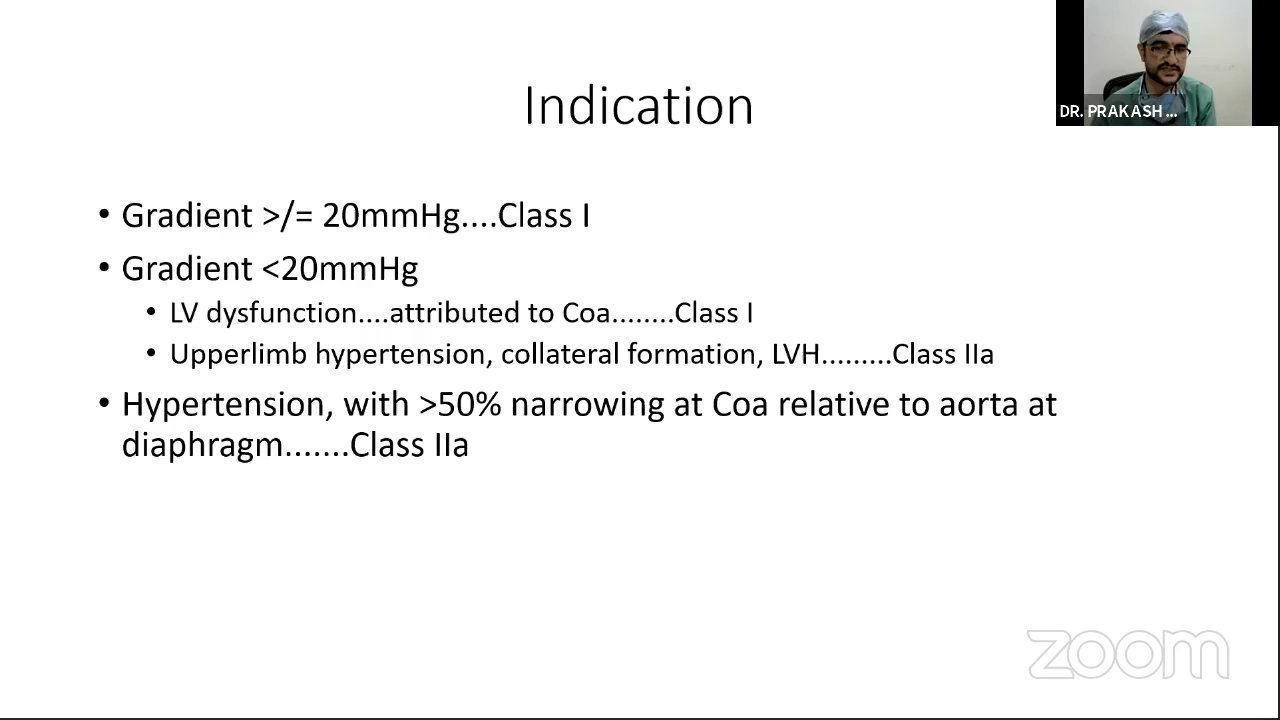 Indication
DR. PRAKASH ...
• Gradient >/= 20mmHg....Class I
• Gradient <20mmHg
• LV dysfunction....attributed to Coa........Class I
• Upperlimb hypertension, collateral formation, LVH.........Class IIa
• Hypertension, with >50% narrowing at Coa relative to aorta at
diaphragm.......Class IIa
zoom